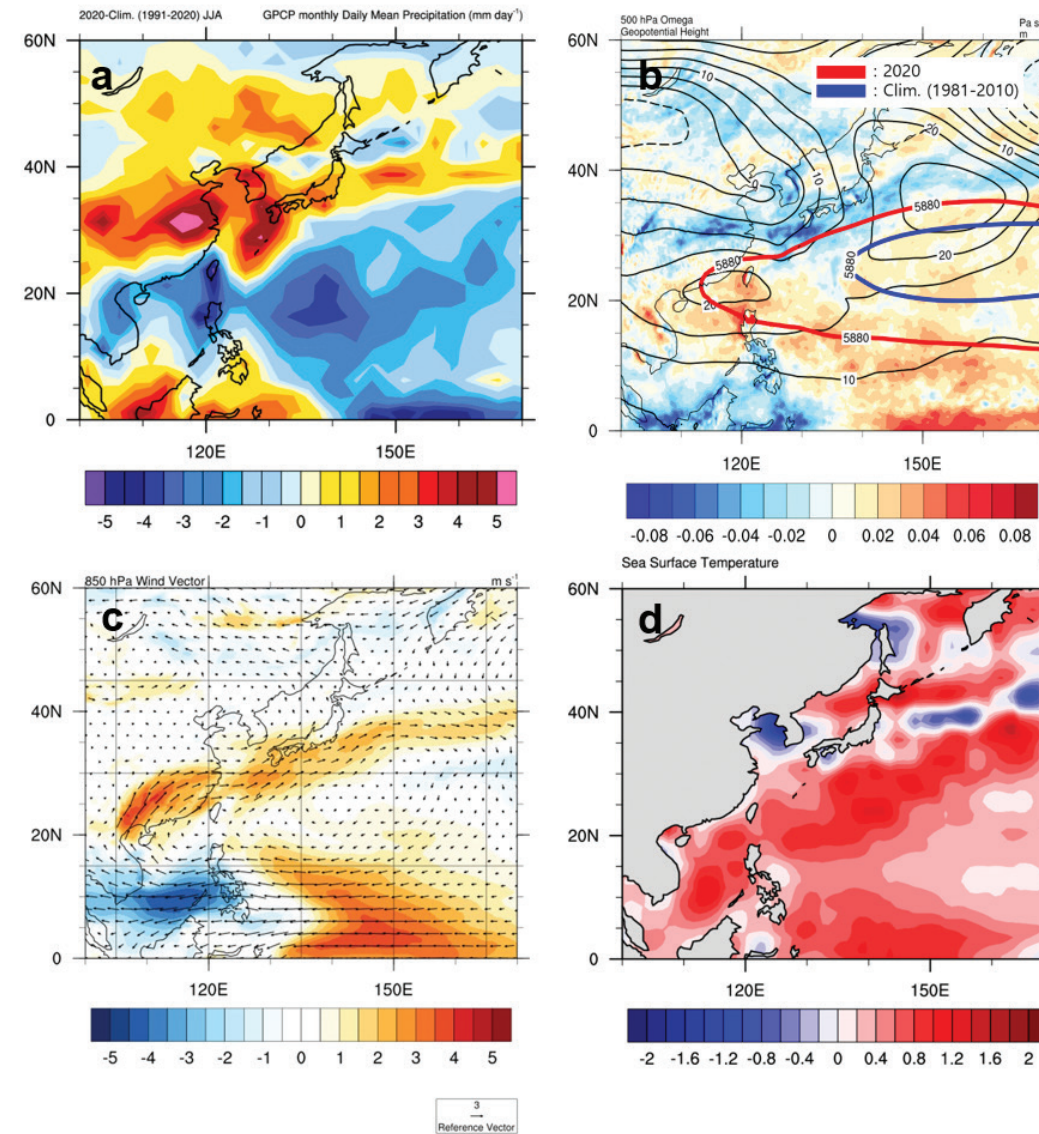 2020-Clim. (1991-2020) JJA GPCP monthly Daily Mean Precipitation (mm day⁻¹)
a
60N
40N
20N
0
120E 150E
-5 -4 -3 -2 -1 0 1 2 3 4 5
500 hPa Omega Pa s
Geopotential Height m
b
: 2020
: Clim. (1981-2010)
60N
40N
20N
0
10
20
10
10
5880
20
5880
5880
20
5880
10
120E 150E
-0.08 -0.06 -0.04 -0.02 0 0.02 0.04 0.06 0.08
850 hPa Wind Vector m s⁻¹
c
60N
40N
20N
0
120E 150E
-5 -4 -3 -2 -1 0 1 2 3 4 5
3
Reference Vector
Sea Surface Temperature
d
60N
40N
20N
0
120E 150E
-2 -1.6 -1.2 -0.8 -0.4 0 0.4 0.8 1.2 1.6 2